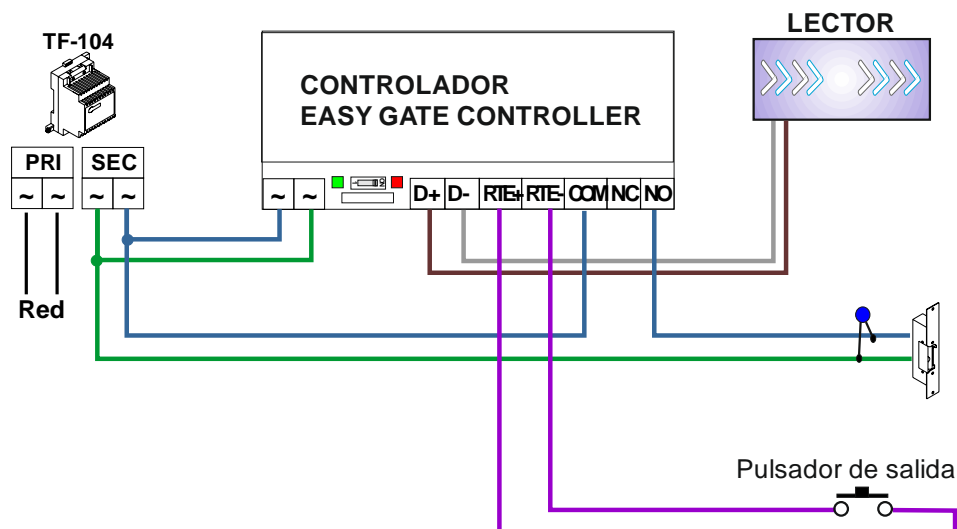 TF-104
LECTOR
CONTROLADOR
EASY GATE CONTROLLER
PRI SEC
~ ~ ~ ~ ~ ~ D+ D- RTE+ RTE- COM NC NO
Red
Pulsador de salida